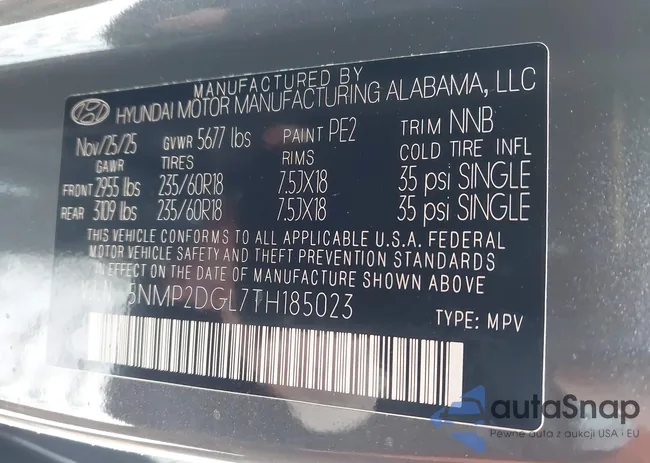 MANUFACTURED BY
HYUNDAI MOTOR MANUFACTURING ALABAMA, LLC
Nov/25/25 GVWR 5677 lbs PAINT PE2 TRIM NNB
GAWR TIRES RIMS COLD TIRE INFL
FRONT 2955 lbs 235/60R18 7.5JX18 35 psi SINGLE
REAR 3109 lbs 235/60R18 7.5JX18 35 psi SINGLE
THIS VEHICLE CONFORMS TO ALL APPLICABLE U.S.A. FEDERAL
MOTOR VEHICLE SAFETY AND THEFT PREVENTION STANDARDS
IN EFFECT ON THE DATE OF MANUFACTURE SHOWN ABOVE
5NMP2DGL7TH185023
TYPE: MPV
autaSnap
Pewne auta z aukcji USA i EU